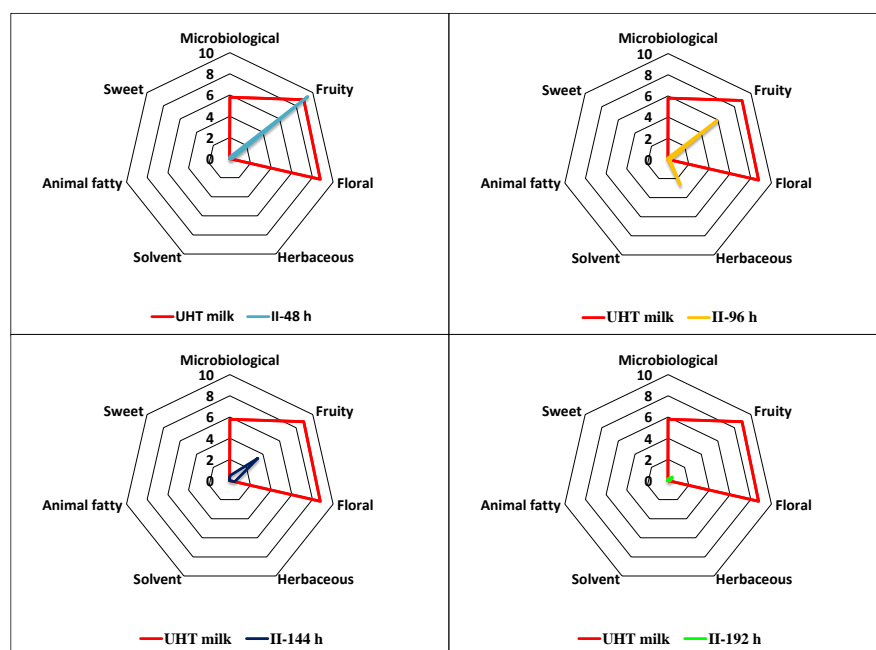 Microbiological
10
8
6
4
2
0
Sweet
Fruity
Animal fatty
Floral
Solvent
Herbaceous
UHT milk II-48 h
Microbiological
10
8
6
4
2
0
Sweet
Fruity
Animal fatty
Floral
Solvent
Herbaceous
UHT milk II-96 h
Microbiological
10
8
6
4
2
0
Sweet
Fruity
Animal fatty
Floral
Solvent
Herbaceous
UHT milk II-144 h
Microbiological
10
8
6
4
2
0
Sweet
Fruity
Animal fatty
Floral
Solvent
Herbaceous
UHT milk II-192 h